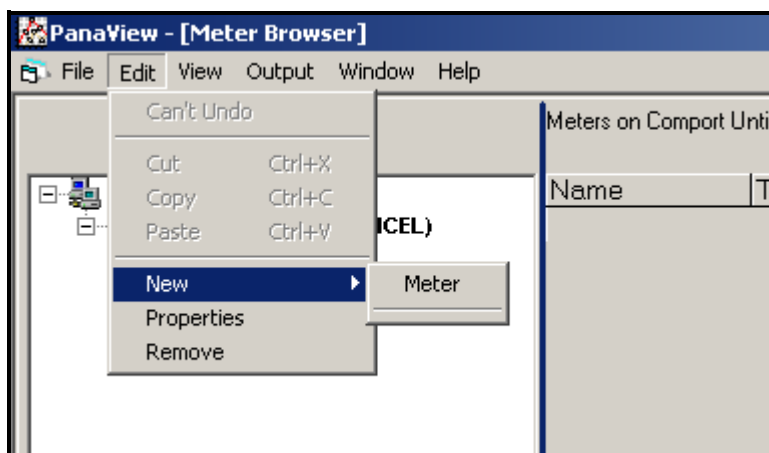 PanaView - [Meter Browser]
File Edit View Output Window Help
Can't Undo
Meters on Comport Unti
Cut Ctrl+X
Name T
Copy Ctrl+C
Paste Ctrl+V ICEL)
New Meter
Properties
Remove